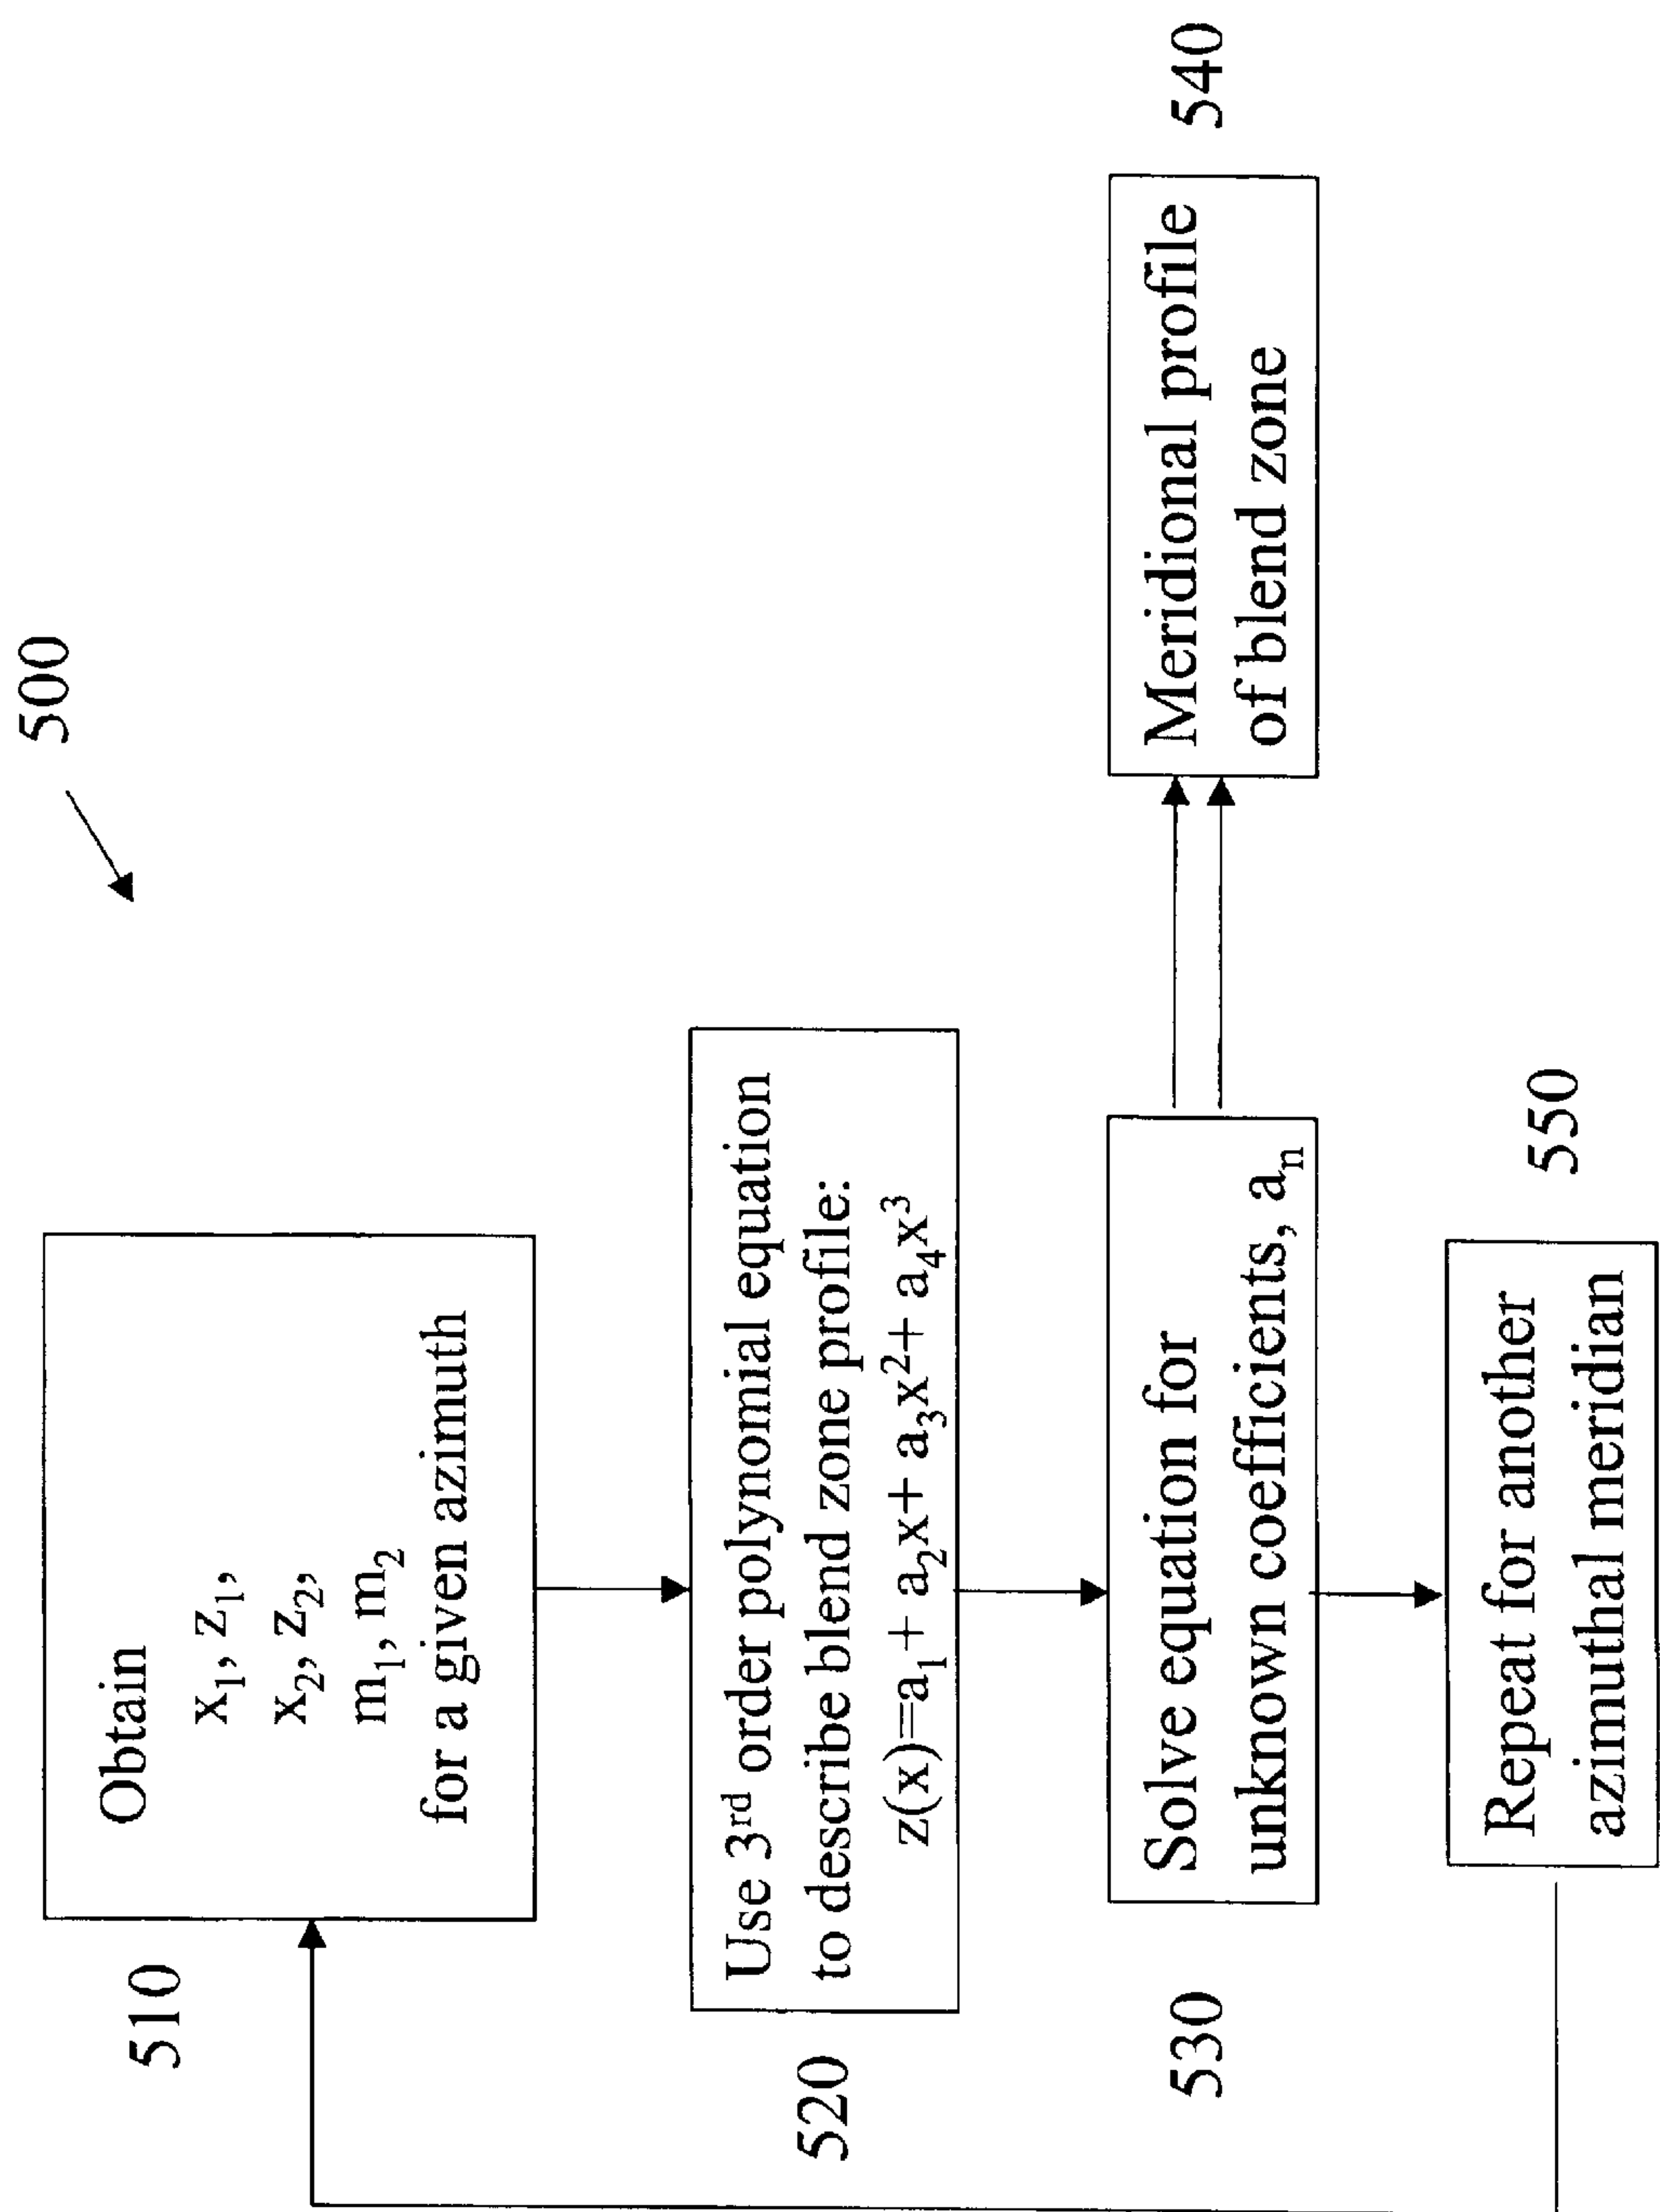 500
510
Obtain
x₁, z₁,
x₂, z₂,
m₁, m₂
for a given azimuth
520
Use 3ʳᵈ order polynomial equation
to describe blend zone profile:
z(x)=a₁+ a₂x+ a₃x²+ a₄x³
530
Solve equation for
unknown coefficients, aₙ
Meridional profile
of blend zone
540
Repeat for another
azimuthal meridian
550